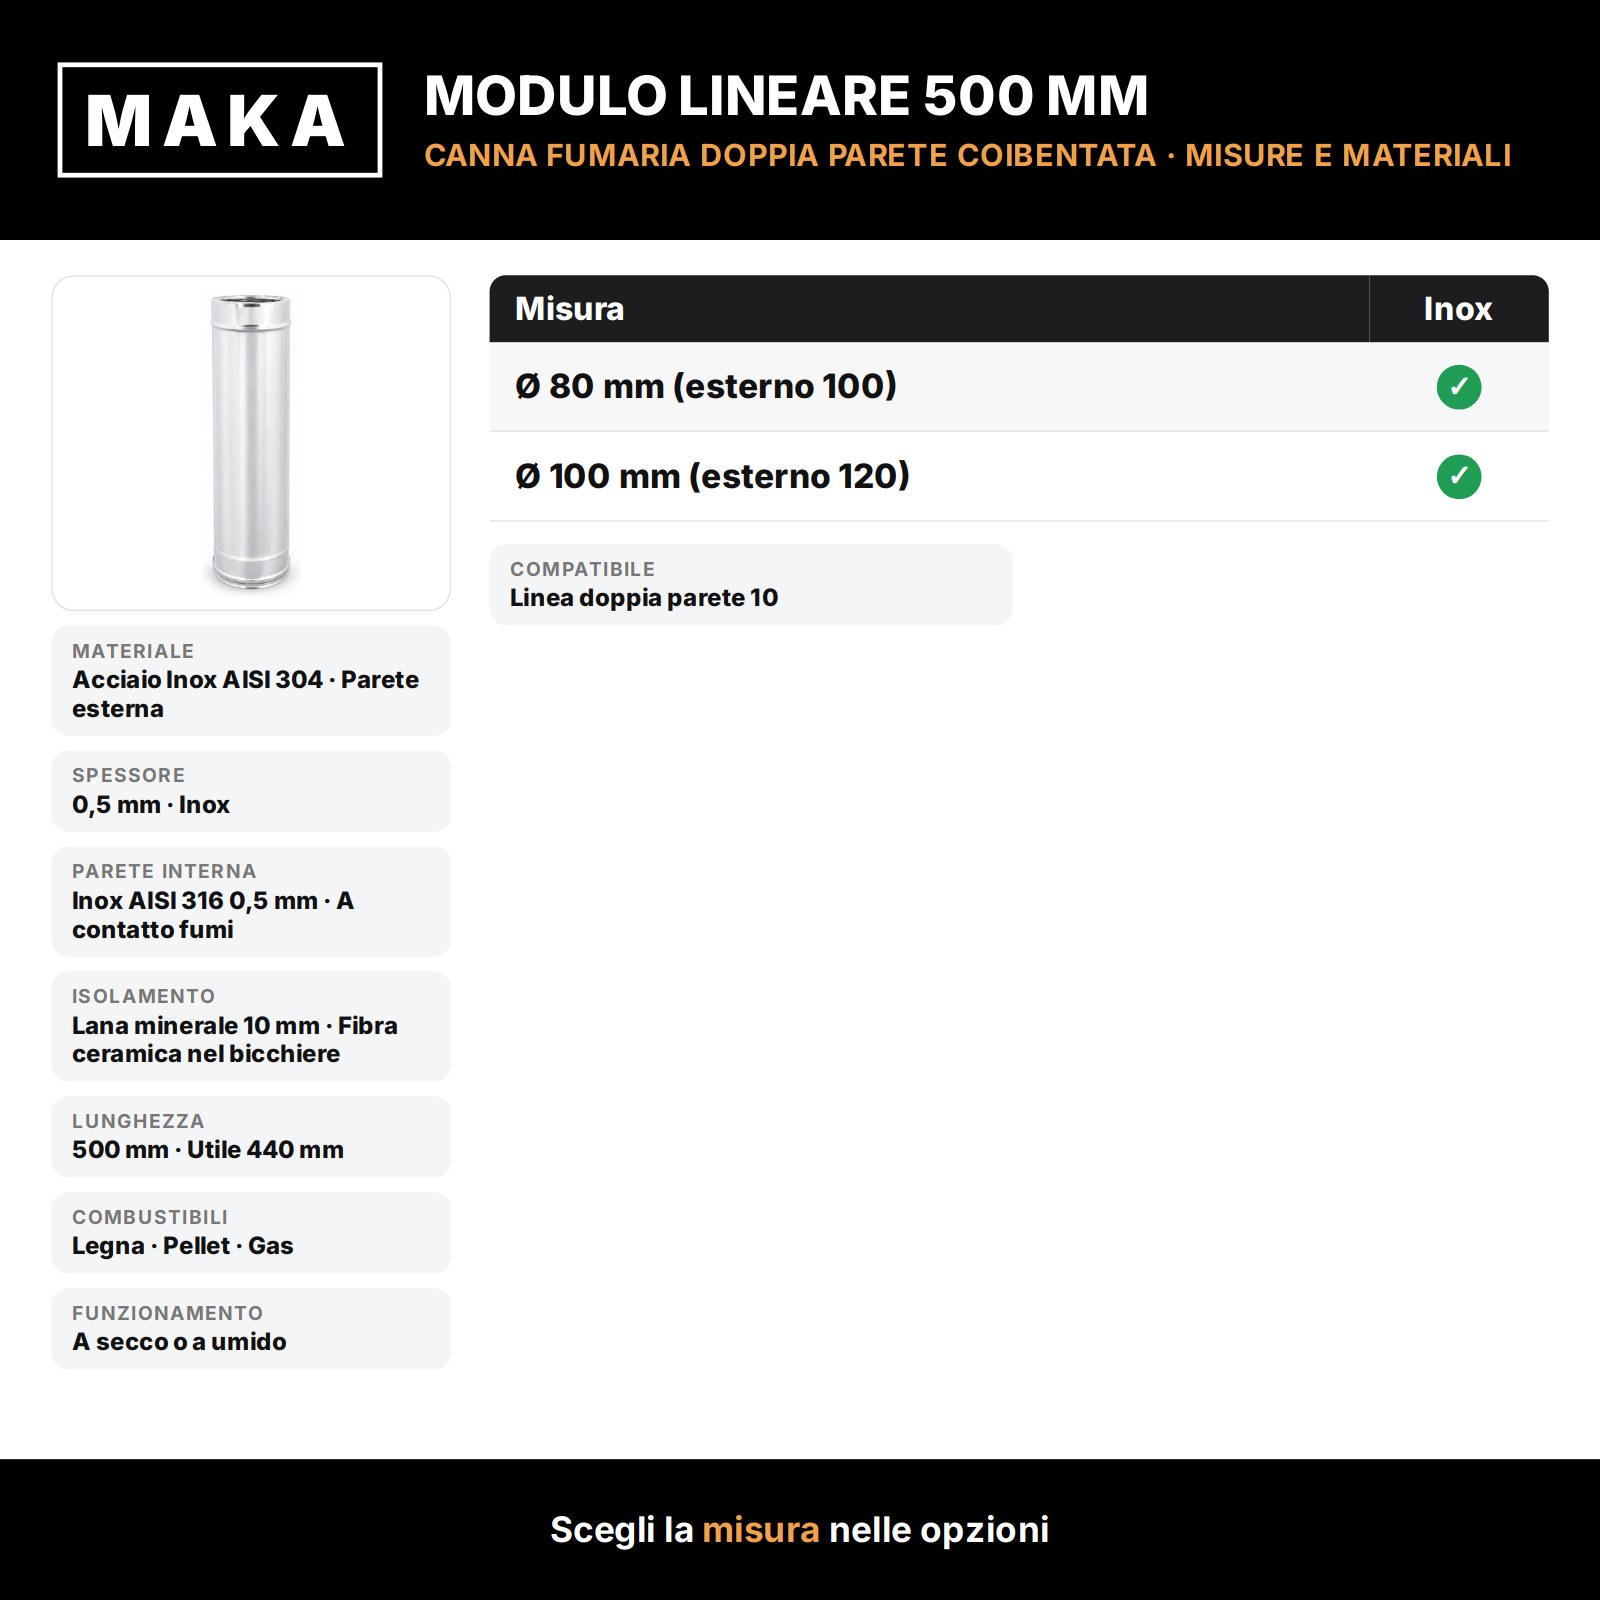 MAKA
MODULO LINEARE 500 MM
CANNA FUMARIA DOPPIA PARETE COIBENTATA · MISURE E MATERIALI
Misura Inox
Ø 80 mm (esterno 100) ✓
Ø 100 mm (esterno 120) ✓
COMPATIBILE
Linea doppia parete 10
MATERIALE
Acciaio Inox AISI 304 · Parete
esterna
SPESSORE
0,5 mm · Inox
PARETE INTERNA
Inox AISI 316 0,5 mm · A
contatto fumi
ISOLAMENTO
Lana minerale 10 mm · Fibra
ceramica nel bicchiere
LUNGHEZZA
500 mm · Utile 440 mm
COMBUSTIBILI
Legna · Pellet · Gas
FUNZIONAMENTO
A secco o a umido
Scegli la misura nelle opzioni